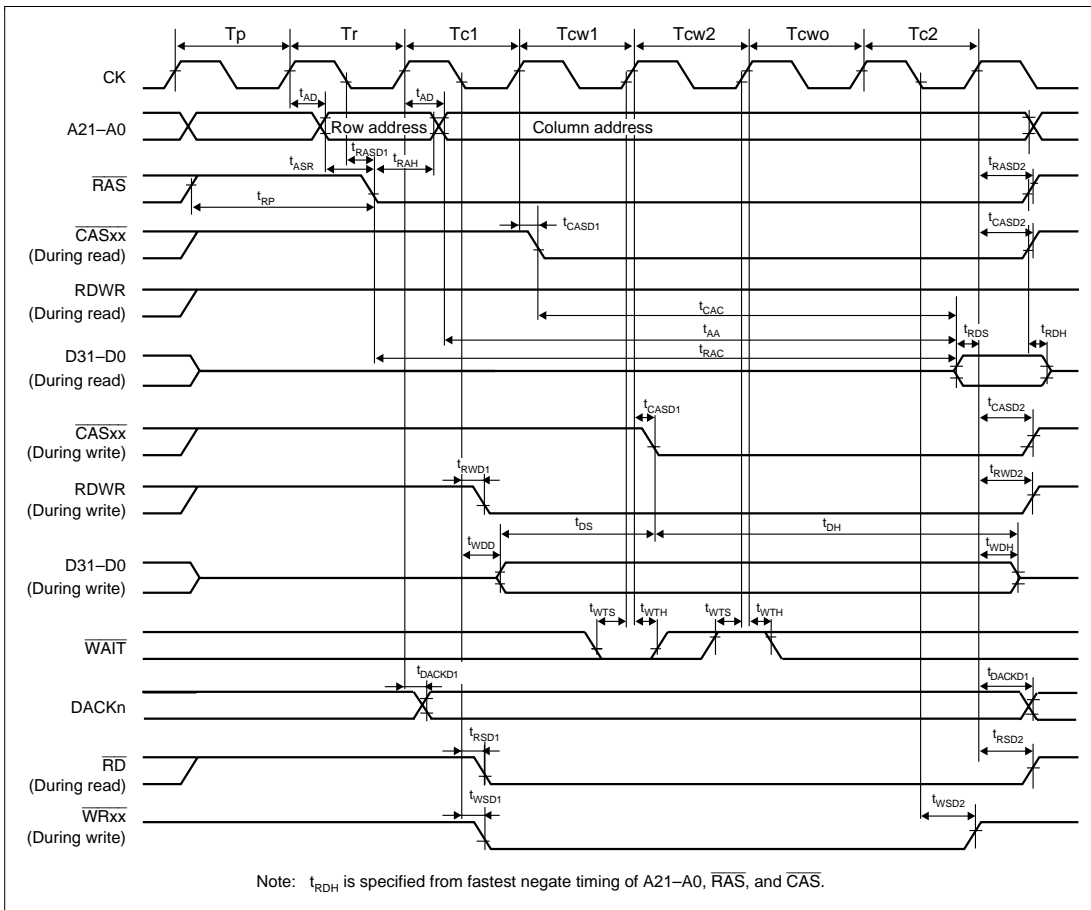 Tp Tr Tc1 Tcw1 Tcw2 Tcwo Tc2
CK
tAD tAD
A21–A0 Row address Column address
tRASD1
tASR tRAH tRASD2
RAS
tRP
CASxx tCASD1 tCASD2
(During read)
RDWR
(During read) tCAC
tAA tRDS tRDH
D31–D0 tRAC
(During read)
tCASD1 tCASD2
CASxx
(During write)
tRWD1 tRWD2
RDWR
(During write)
tDS tDH
tWDD tWDH
D31–D0
(During write)
tWTS tWTH tWTS tWTH
WAIT
tDACKD1 tDACKD1
DACKn
tRSD1 tRSD2
RD
(During read)
tWSD1 tWSD2
WRxx
(During write)
Note: tRDH is specified from fastest negate timing of A21–A0, RAS, and CAS.